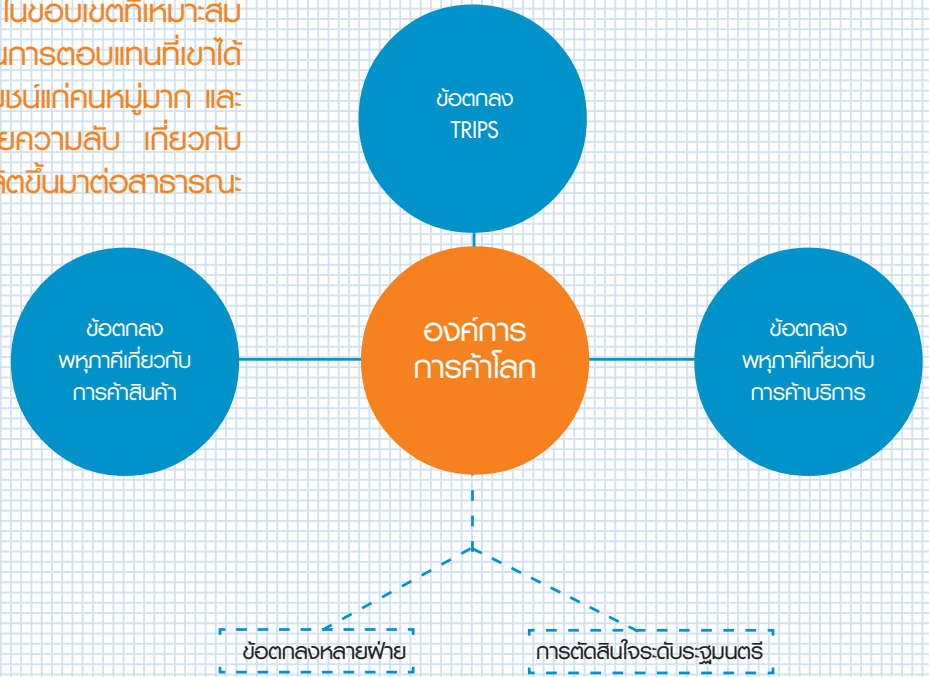 ในขอบเขตที่เหมาะสม
นการตอบแทนที่เขาได้
ชน์แก่คนหมู่มาก และ
ยความลับ เกี่ยวกับ
ลิตขึ้นมาต่อสาธารณะ
ข้อตกลง
TRIPS
ข้อตกลง
พหุภาคีเกี่ยวกับ
การค้าสินค้า
องค์การ
การค้าโลก
ข้อตกลง
พหุภาคีเกี่ยวกับ
การค้าบริการ
ข้อตกลงหลายฝ่าย
การตัดสินใจระดับรัฐมนตรี